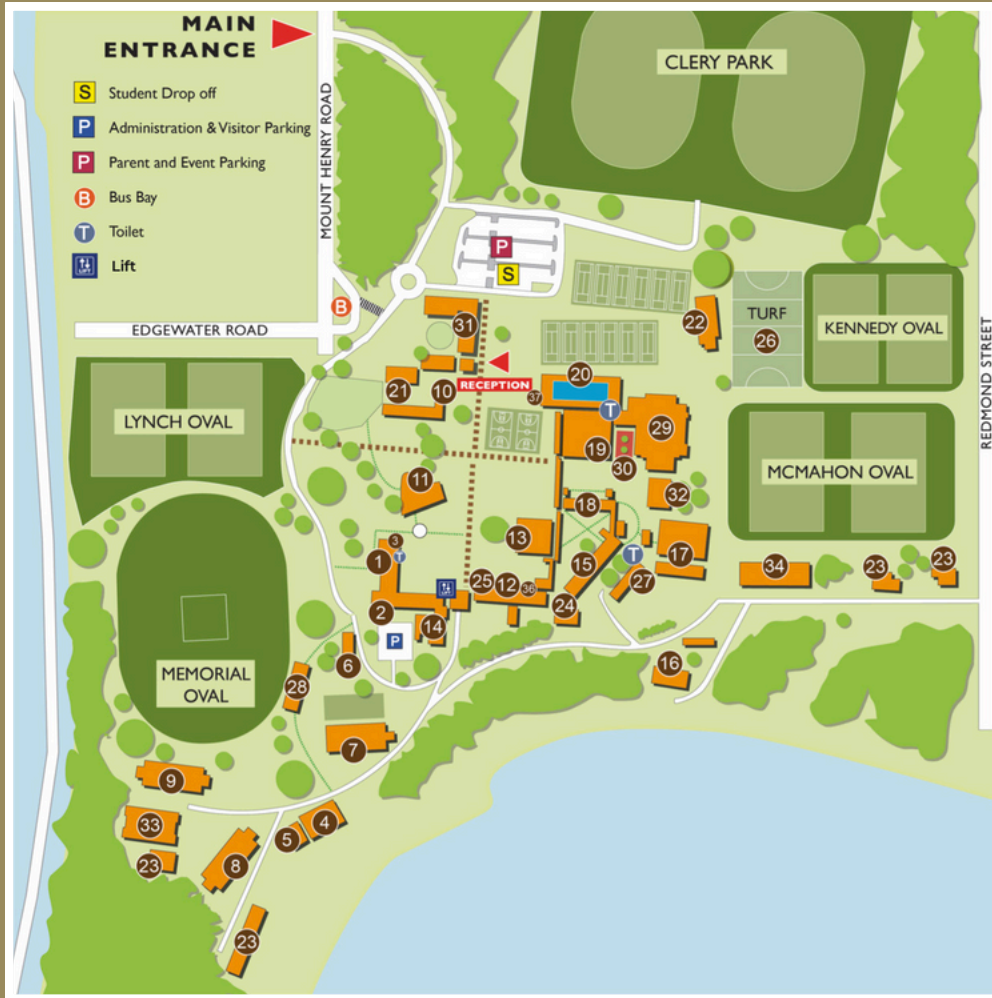 MAIN
ENTRANCE
S Student Drop off
P Administration & Visitor Parking
P Parent and Event Parking
B Bus Bay
T Toilet
LIFT Lift
MOUNT HENRY ROAD
CLERY PARK
REDMOND STREET
P
S
B
EDGEWATER ROAD
31
22
TURF
26
KENNEDY OVAL
RECEPTION
20
21
10
37
T
LYNCH OVAL
19
29
30
MCMAHON OVAL
11
32
18
13
3
T
1
15
T
17
27
34
23
23
LIFT
25
12
36
2
24
14
P
6
16
MEMORIAL
OVAL
28
7
9
33
4
5
23
8
23